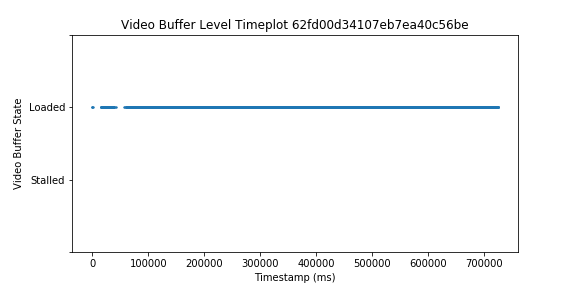 Video Buffer Level Timeplot 62fd00d34107eb7ea40c56be
Video Buffer State
Loaded
Stalled
0 100000 200000 300000 400000 500000 600000 700000
Timestamp (ms)